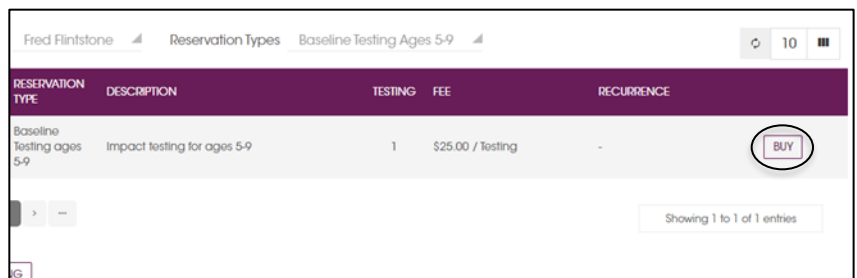 Fred Flintstone Reservation Types Baseline Testing Ages 5-9 10
RESERVATION TYPE DESCRIPTION TESTING FEE RECURRENCE
Baseline Testing ages 5-9 Impact testing for ages 5-9 1 $25.00 / Testing - BUY
› ...
Showing 1 to 1 of 1 entries